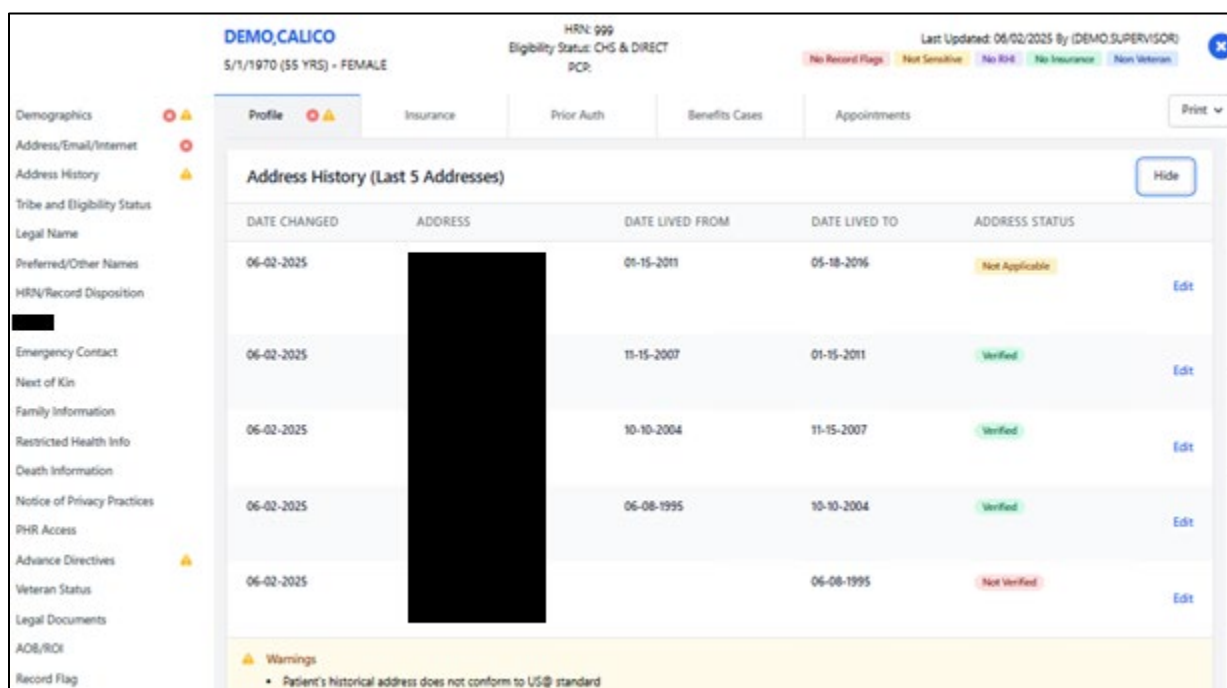 DEMO,CALICO
5/1/1970 (55 YRS) - FEMALE
HRN: 999
Eligibility Status: CHS & DIRECT
PCP:
Last Updated: 06/02/2025 By (DEMO,SUPERVISOR)
No Record Flags Not Sensitive No RHI No Insurance Non Veteran
Profile Insurance Prior Auth Benefits Cases Appointments
Print
Demographics
Address/Email/Internet
Address History
Tribe and Eligibility Status
Legal Name
Preferred/Other Names
HRN/Record Disposition
Emergency Contact
Next of Kin
Family Information
Restricted Health Info
Death Information
Notice of Privacy Practices
PHR Access
Advance Directives
Veteran Status
Legal Documents
AOB/ROI
Record Flag
Address History (Last 5 Addresses)
Hide
DATE CHANGED ADDRESS DATE LIVED FROM DATE LIVED TO ADDRESS STATUS
06-02-2025 01-15-2011 05-18-2016 Not Applicable Edit
06-02-2025 11-15-2007 01-15-2011 Verified Edit
06-02-2025 10-10-2004 11-15-2007 Verified Edit
06-02-2025 06-08-1995 10-10-2004 Verified Edit
06-02-2025 06-08-1995 Not Verified Edit
Warnings
• Patient's historical address does not conform to US@ standard